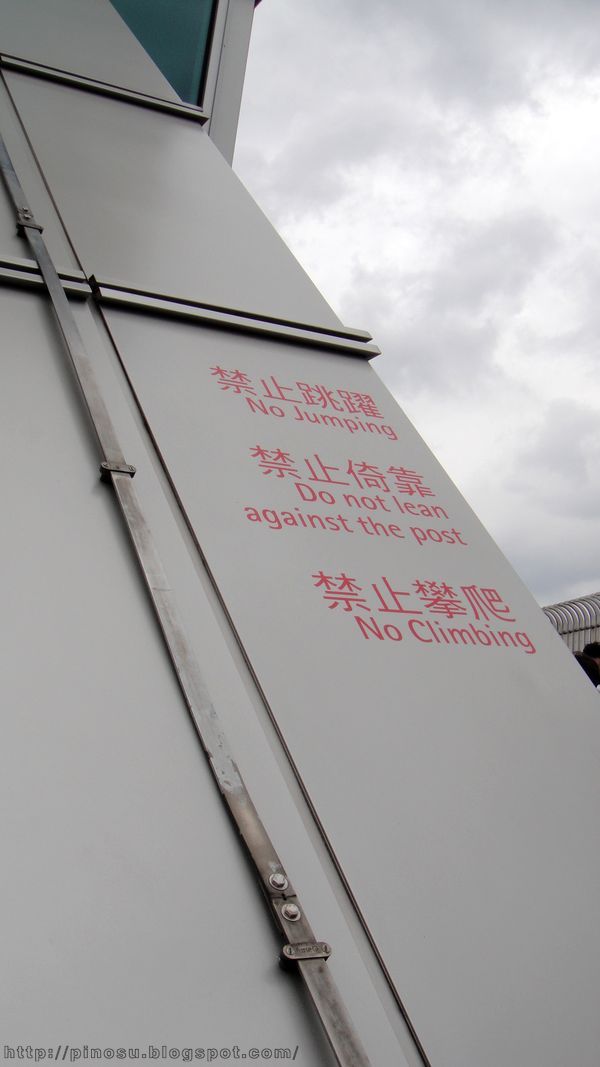 禁止跳躍
No Jumping
禁止倚靠
Do not lean
against the post
禁止攀爬
No Climbing
http://pinosu.blogspot.com/